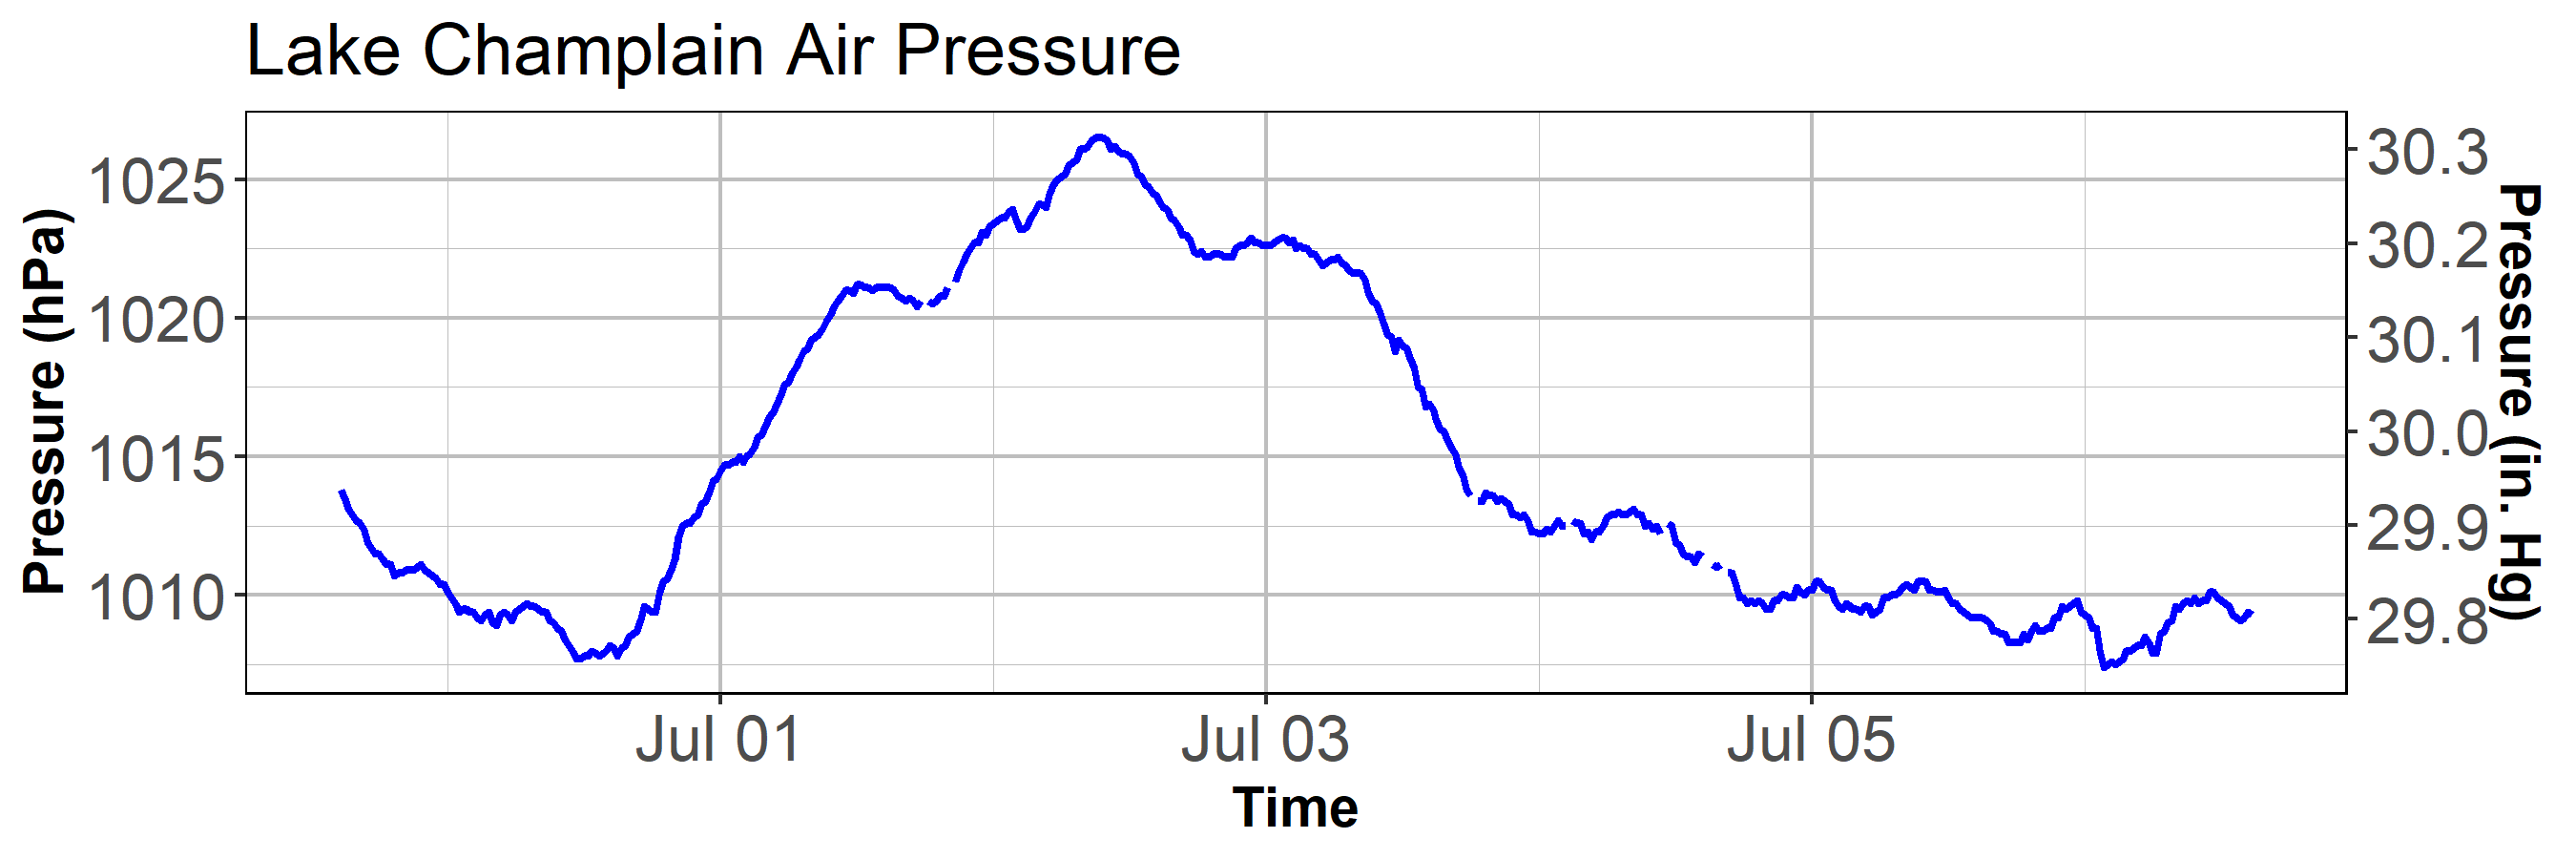 Lake Champlain Air Pressure
Pressure (hPa)
1025
1020
1015
1010
30.3
30.2
30.1
30.0
29.9
29.8
Pressure (in. Hg)
Jul 01 Jul 03 Jul 05
Time